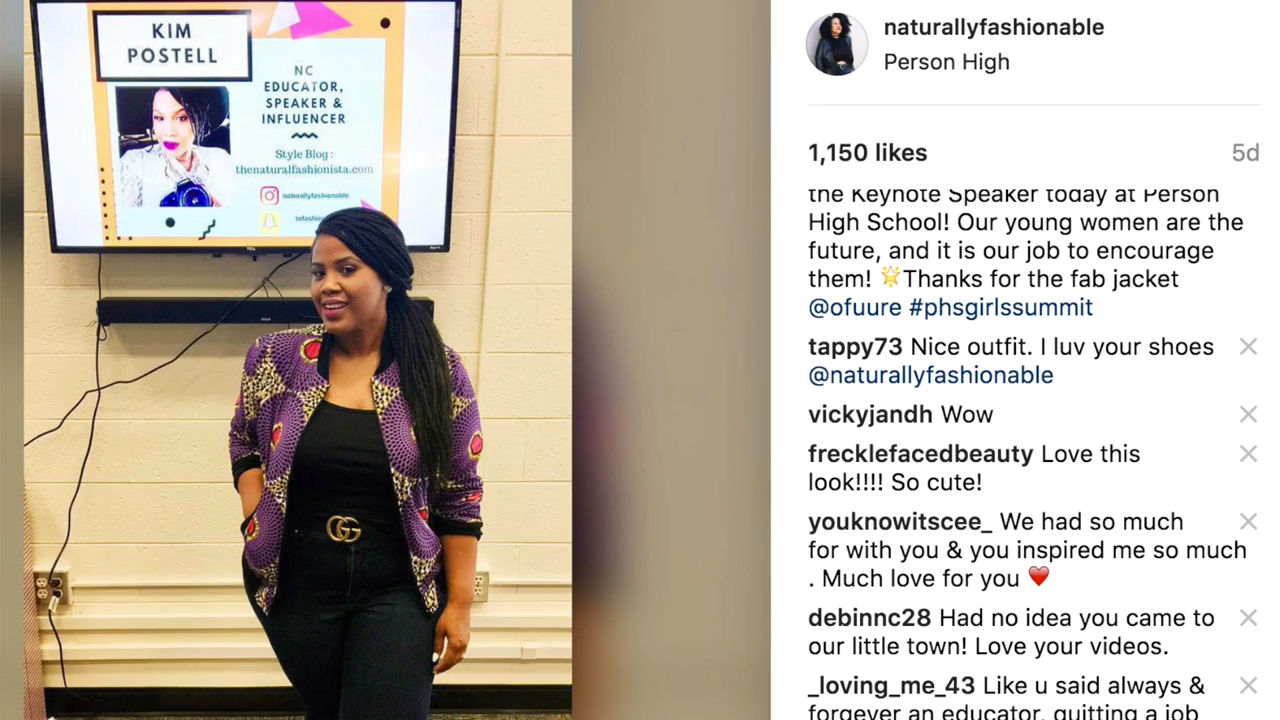 KIM
POSTELL
NC
EDUCATOR,
SPEAKER &
INFLUENCER
Style Blog :
thenaturalfashionista.com
naturallyfashionable
TCL
GG
naturallyfashionable
Person High
1,150 likes
5d
the Keynote Speaker today at Person
High School! Our young women are the
future, and it is our job to encourage
them! 🌟Thanks for the fab jacket
@ofuure #phsgirlssummit
tappy73 Nice outfit. I luv your shoes
@naturallyfashionable
vickyjandh Wow
frecklefacedbeauty Love this
look!!!! So cute!
youknowitscee_ We had so much
for with you & you inspired me so much
. Much love for you ❤️
debinnc28 Had no idea you came to
our little town! Love your videos.
_loving_me_43 Like u said always &
forgever an educator, quitting a job